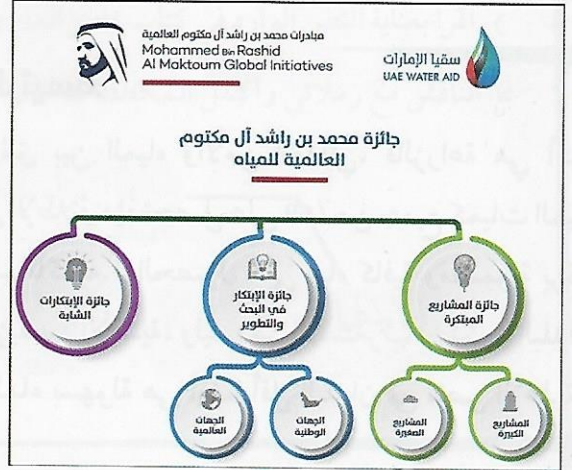 سقيا الإمارات
UAE WATER AID
مبادرات محمد بن راشد آل مكتوم العالمية
Mohammed Bin Rashid
Al Maktoum Global Initiatives
جائزة محمد بن راشد آل مكتوم
العالمية للمياه
جائزة المشاريع
المبتكرة
جائزة الإبتكار
في البحث
والتطوير
جائزة الإبتكارات
الشابة
المشاريع
الكبيرة
المشاريع
الصغيرة
الجهات
الوطنية
الجهات
العالمية